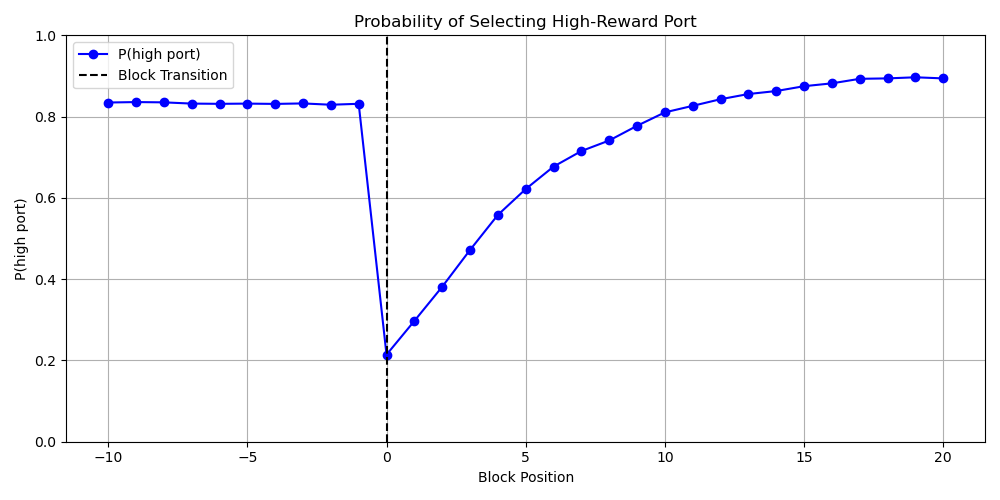 Probability of Selecting High-Reward Port
P(high port)
Block Transition
1.0
0.8
0.6
0.4
0.2
0.0
P(high port)
−10
−5
0
5
10
15
20
Block Position